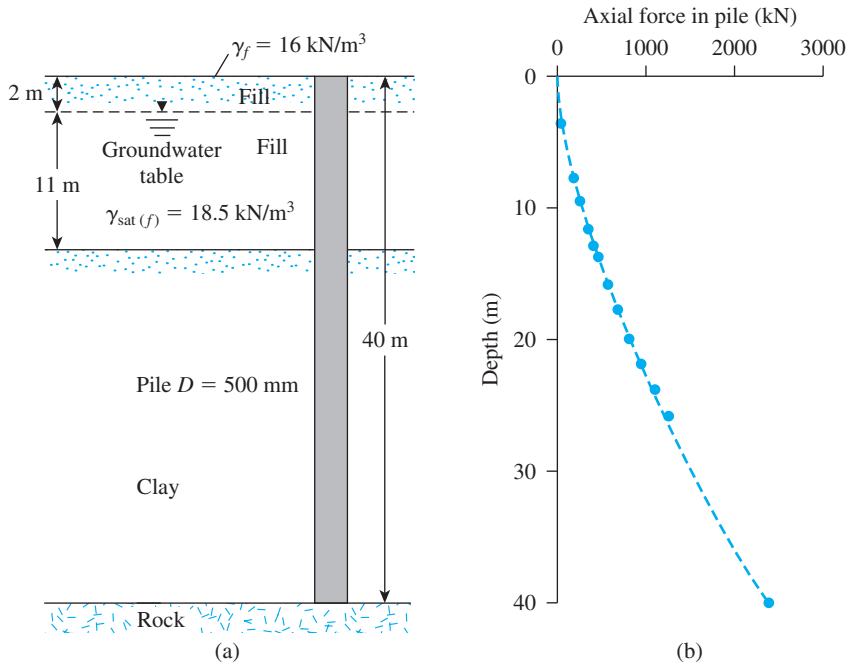 γf = 16 kN/m³
2 m
Fill
Groundwater
table
Fill
11 m
γsat (f) = 18.5 kN/m³
40 m
Pile D = 500 mm
Clay
Rock
(a)
Axial force in pile (kN)
0 1000 2000 3000
0
10
20
30
40
Depth (m)
(b)